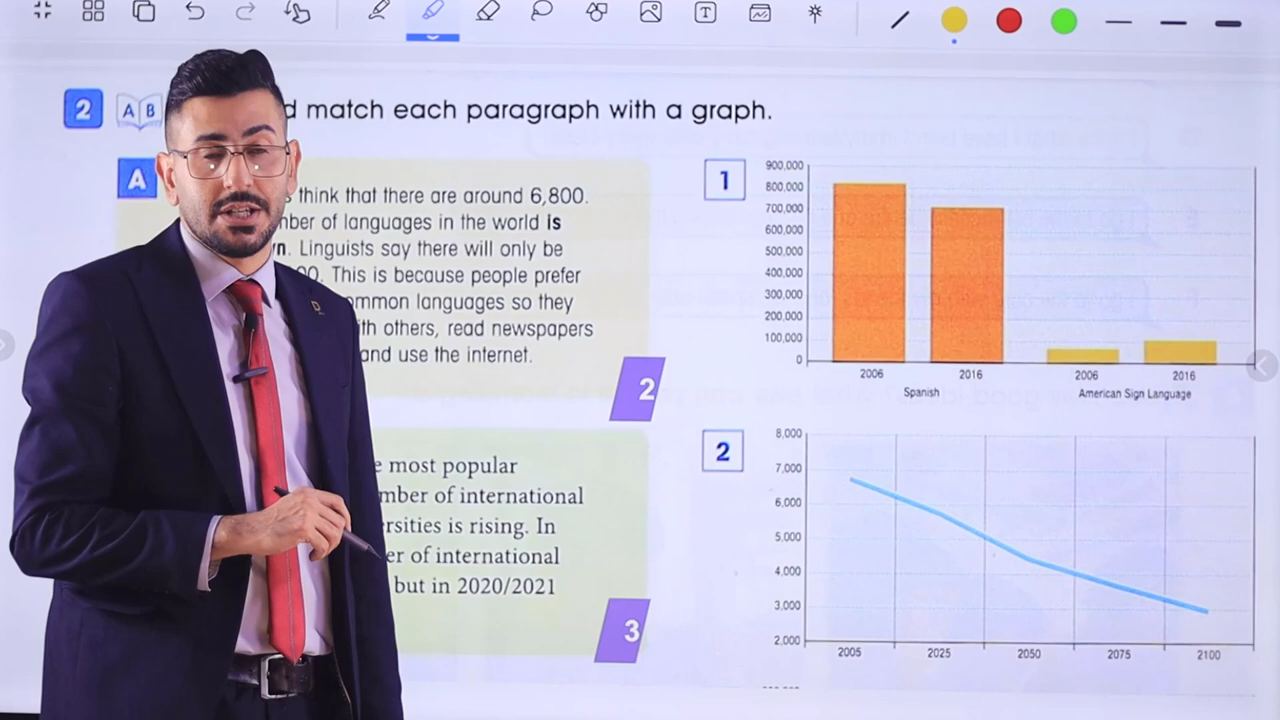 2 AB d match each paragraph with a graph.
A
think that there are around 6,800.
nber of languages in the world is
n. Linguists say there will only be
00. This is because people prefer
ommon languages so they
ith others, read newspapers
and use the internet.
2
e most popular
mber of international
ersities is rising. In
er of international
but in 2020/2021
3
1
900,000
800,000
700,000
600,000
500,000
400,000
300,000
200,000
100,000
0
2006 2016 2006 2016
Spanish American Sign Language
2
8,000
7,000
6,000
5,000
4,000
3,000
2,000
2005 2025 2050 2075 2100